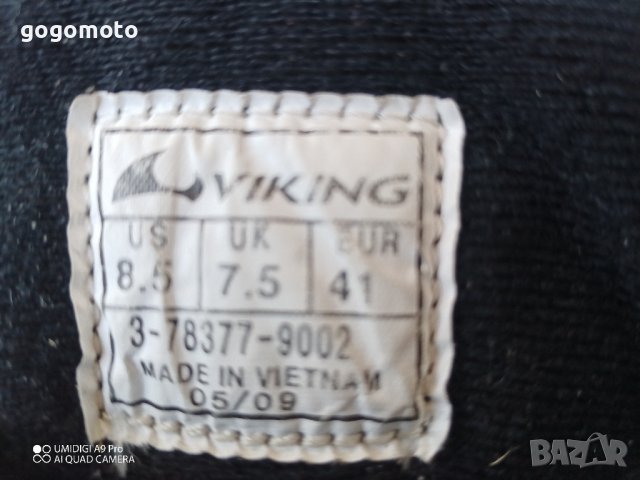 gogomoto
VIKING
US UK EUR
8.5 7.5 41
3-78377-9002
MADE IN VIETNAM
05/09
UMIDIGI A9 Pro
AI QUAD CAMERA
BAZAR